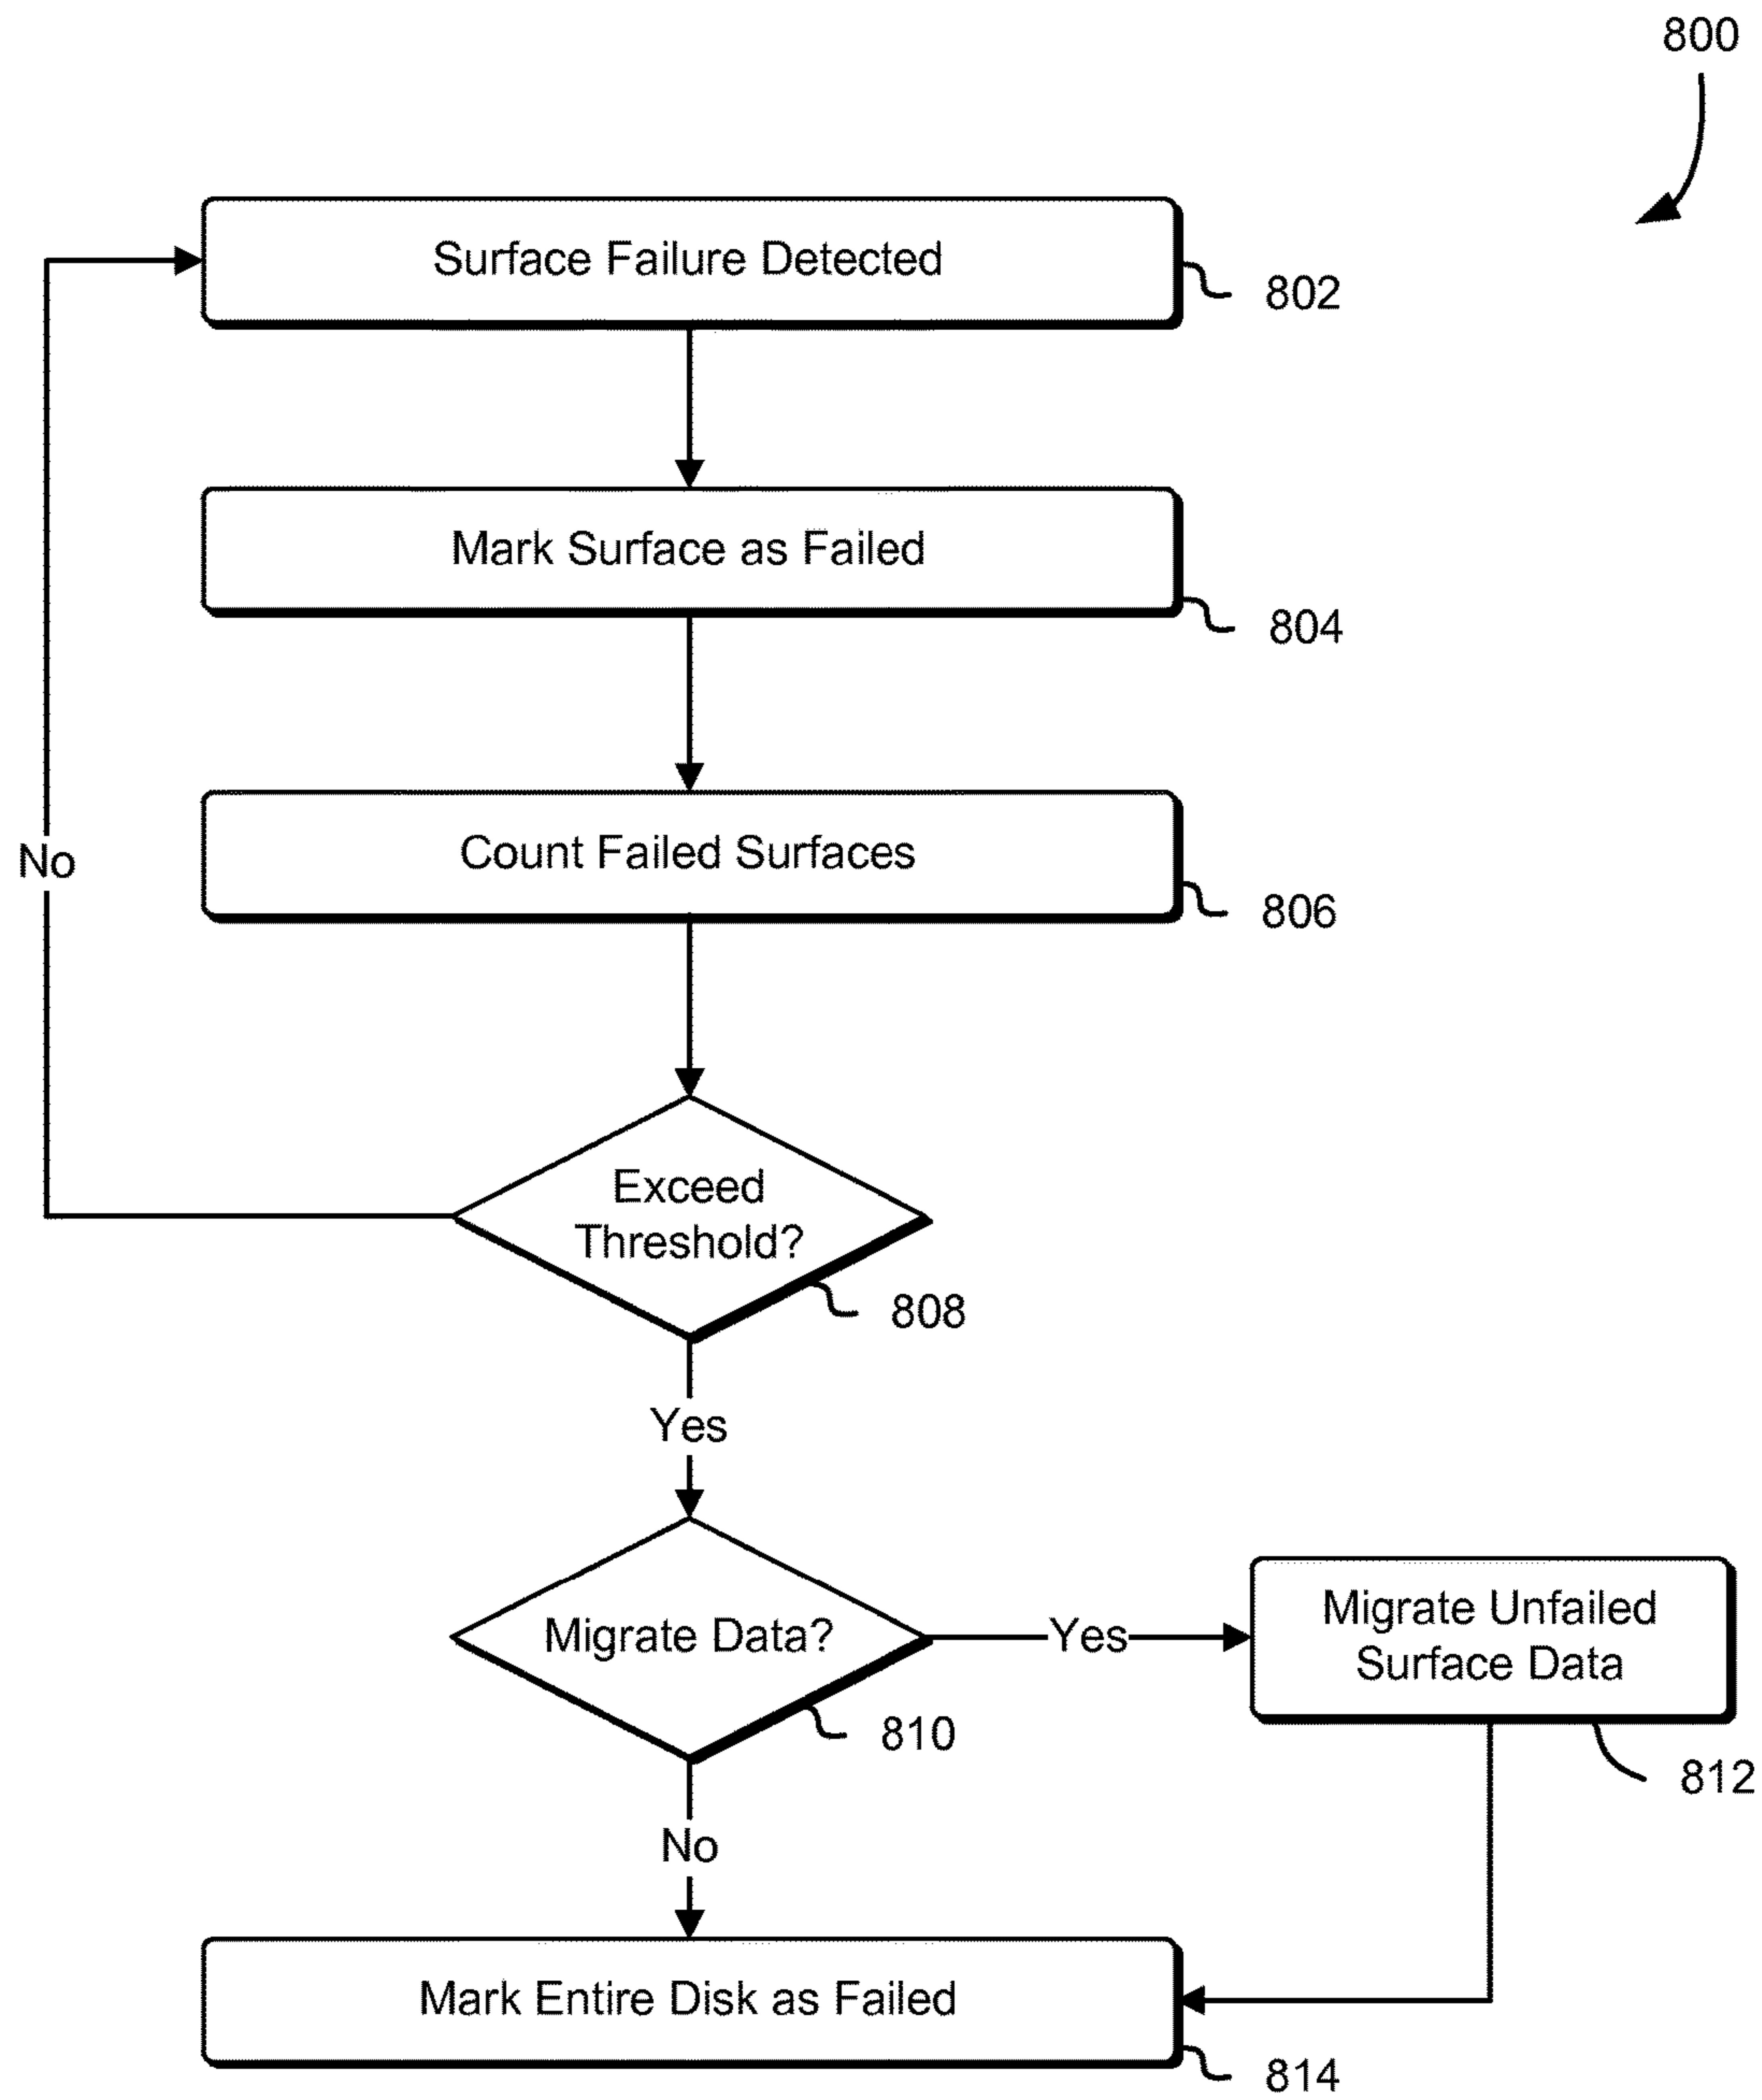 800
Surface Failure Detected
802
Mark Surface as Failed
804
Count Failed Surfaces
806
No
Exceed
Threshold?
808
Yes
Migrate Data?
810
Yes
Migrate Unfailed
Surface Data
812
No
Mark Entire Disk as Failed
814